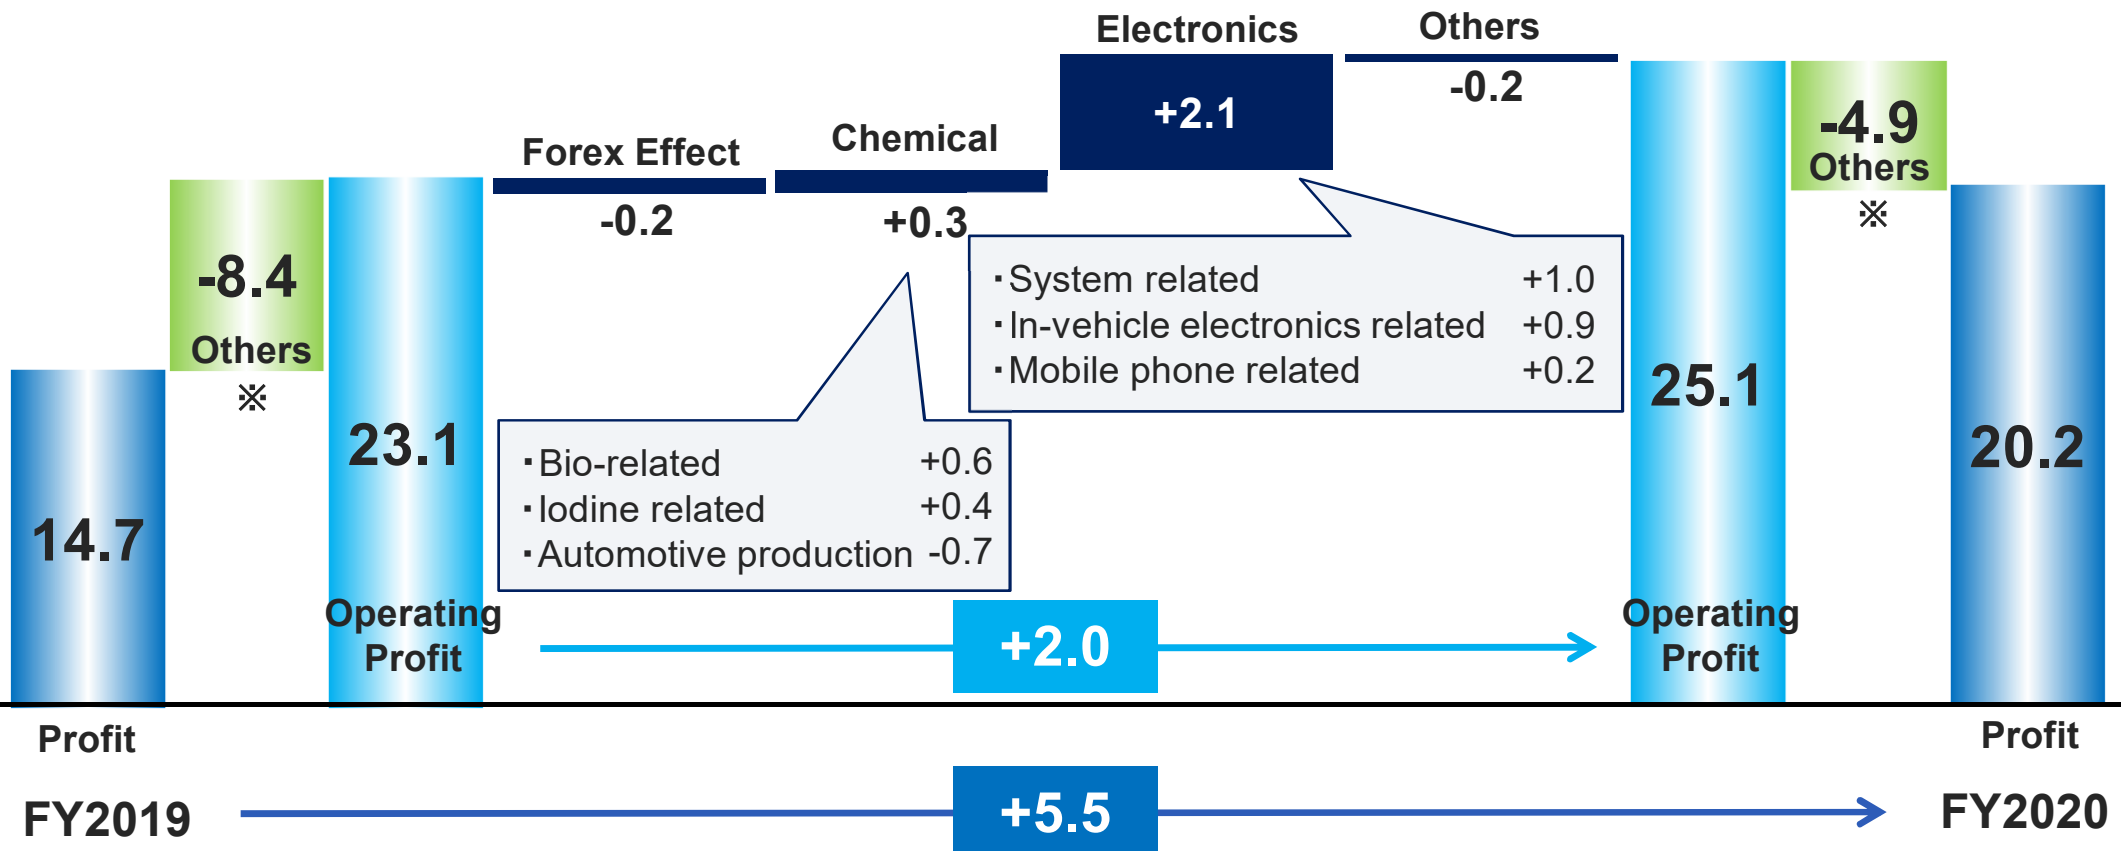 Electronics
+2.1
Others
-0.2
Chemical
+0.3
Forex Effect
-0.2
-8.4
Others
※
-4.9
Others
※
・System related +1.0
・In-vehicle electronics related +0.9
・Mobile phone related +0.2
・Bio-related +0.6
・Iodine related +0.4
・Automotive production -0.7
14.7
23.1
25.1
20.2
Operating
Profit
+2.0
Operating
Profit
Profit
Profit
FY2019
+5.5
FY2020